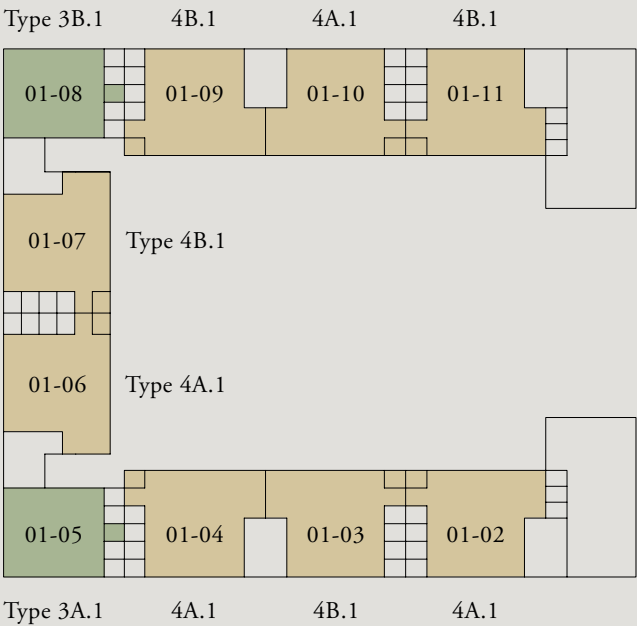 Type 3B.1 4B.1 4A.1 4B.1
01-08 01-09 01-10 01-11
01-07 Type 4B.1
01-06 Type 4A.1
01-05 01-04 01-03 01-02
Type 3A.1 4A.1 4B.1 4A.1